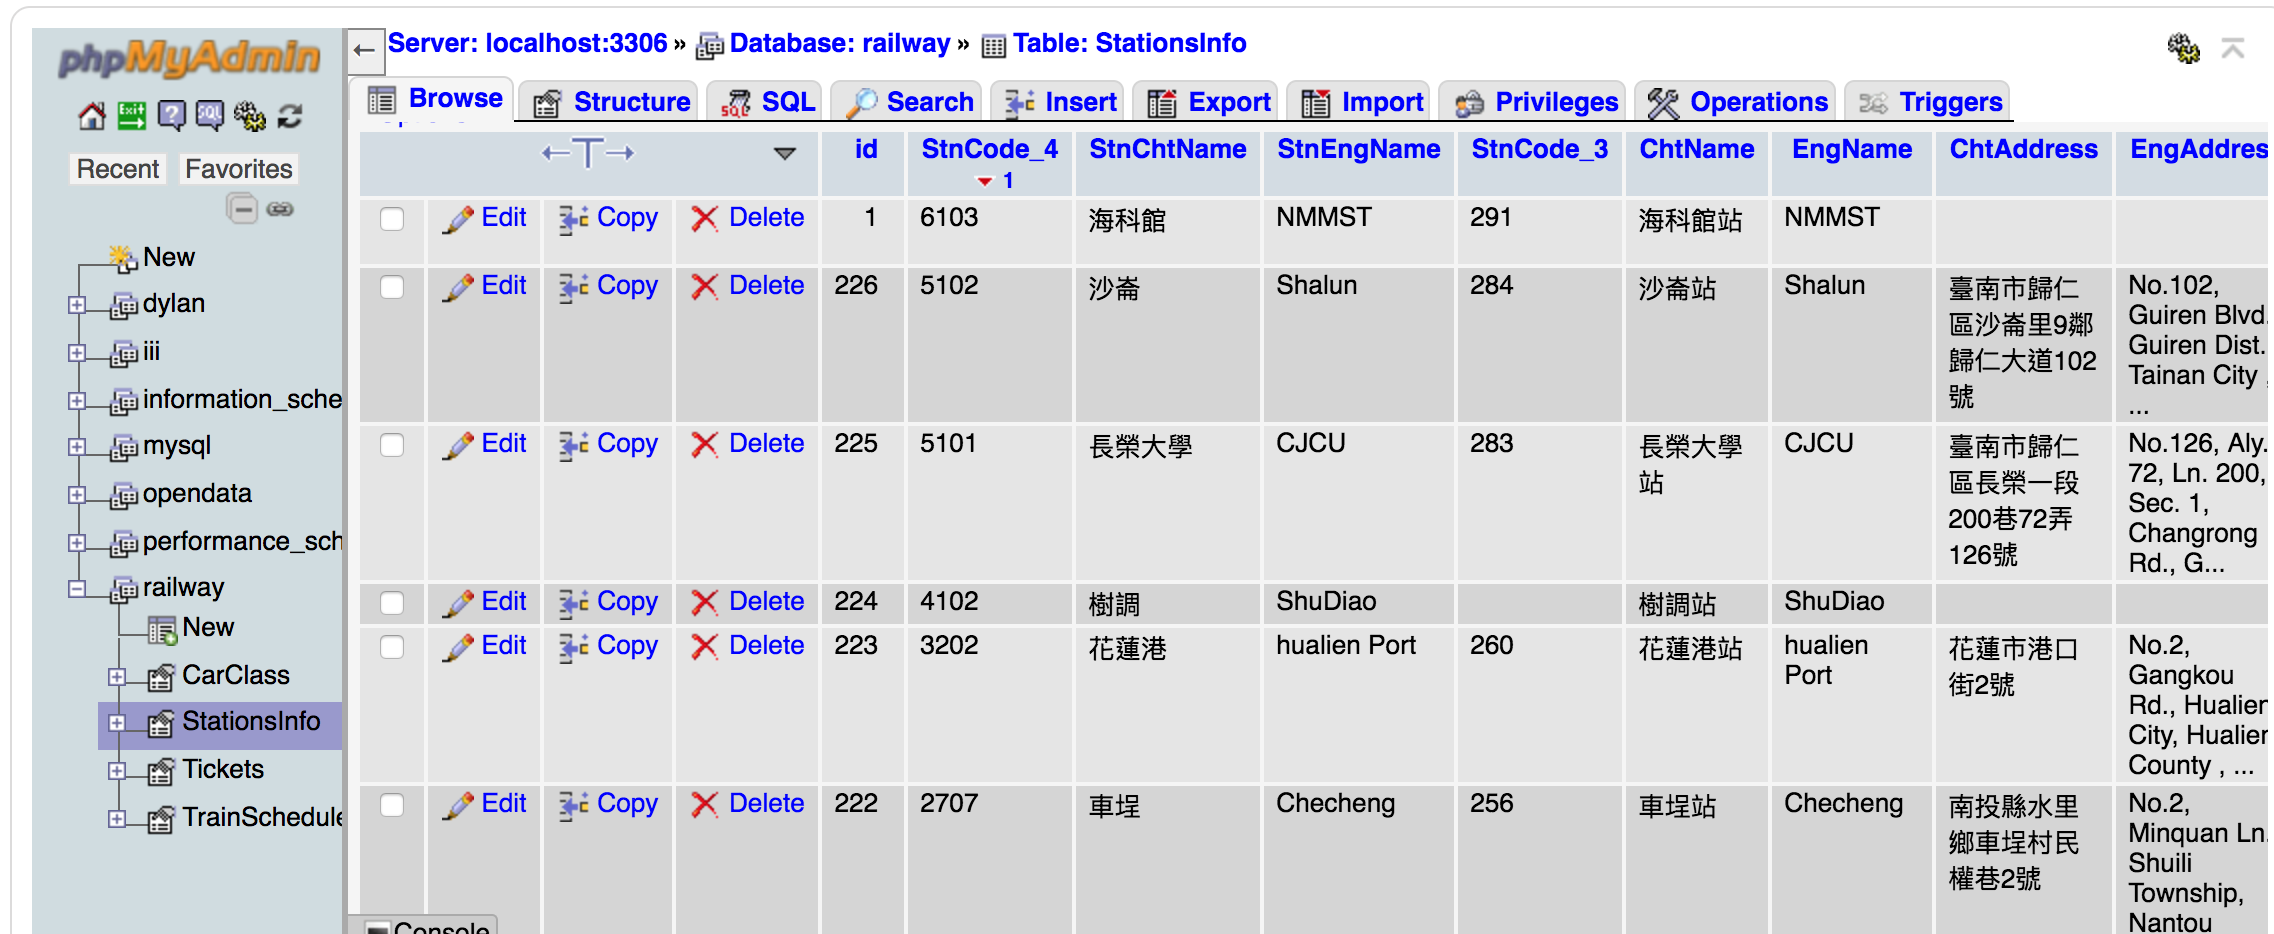 phpMyAdmin
Recent Favorites
New
dylan
iii
information_sche
mysql
opendata
performance_sch
railway
New
CarClass
StationsInfo
Tickets
TrainSchedule
← Server: localhost:3306 » Database: railway » Table: StationsInfo
Browse Structure SQL Search Insert Export Import Privileges Operations Triggers
←T→ id StnCode_4 StnChtName StnEngName StnCode_3 ChtName EngName ChtAddress EngAddres
1
Edit Copy Delete 1 6103 海科館 NMMST 291 海科館站 NMMST
Edit Copy Delete 226 5102 沙崙 Shalun 284 沙崙站 Shalun 臺南市歸仁 No.102,
區沙崙里9鄰 Guiren Blvd.
歸仁大道102 Guiren Dist.
號 Tainan City ,
...
Edit Copy Delete 225 5101 長榮大學 CJCU 283 長榮大學 CJCU 臺南市歸仁 No.126, Aly.
站 區長榮一段 72, Ln. 200,
200巷72弄 Sec. 1,
126號 Changrong
Rd., G...
Edit Copy Delete 224 4102 樹調 ShuDiao 樹調站 ShuDiao
Edit Copy Delete 223 3202 花蓮港 hualien Port 260 花蓮港站 hualien 花蓮市港口 No.2,
Port 街2號 Gangkou
Rd., Hualien
City, Hualien
County , ...
Edit Copy Delete 222 2707 車埕 Checheng 256 車埕站 Checheng 南投縣水里 No.2,
鄉車埕村民 Minquan Ln.
權巷2號 Shuili
Township,
Nantou
Console